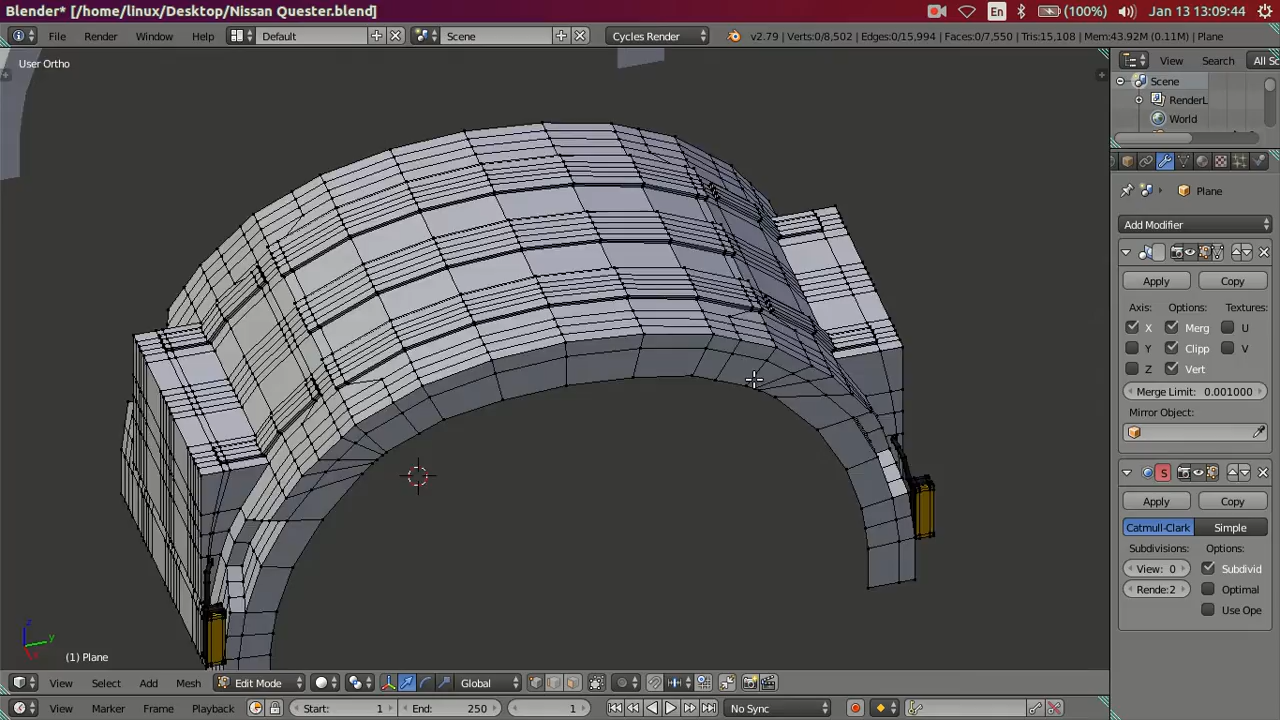 Blender* [/home/linux/Desktop/Nissan Quester.blend]
En
(100%)
Jan 13 13:09:44
File
Render
Window
Help
Default
Scene
Cycles Render
v2.79 | Verts:0/8,502 | Edges:0/15,994 | Faces:0/7,550 | Tris:15,108 | Mem:43.92M (0.11M) | Plane
User Ortho
View
Search
All Sc
Scene
RenderL
World
Plane
Add Modifier
Apply
Copy
Axis:
Options:
Textures:
X
Merg
U
Y
Clipp
V
Z
Vert
Merge Limit: 0.001000
Mirror Object:
S
Apply
Copy
Catmull-Clark
Simple
Subdivisions:
Options:
View: 0
Subdivid
Rende:2
Optimal
Use Ope
z
y
(1) Plane
View
Select
Add
Mesh
Edit Mode
Global
View
Marker
Frame
Playback
Start:
1
End:
250
1
No Sync